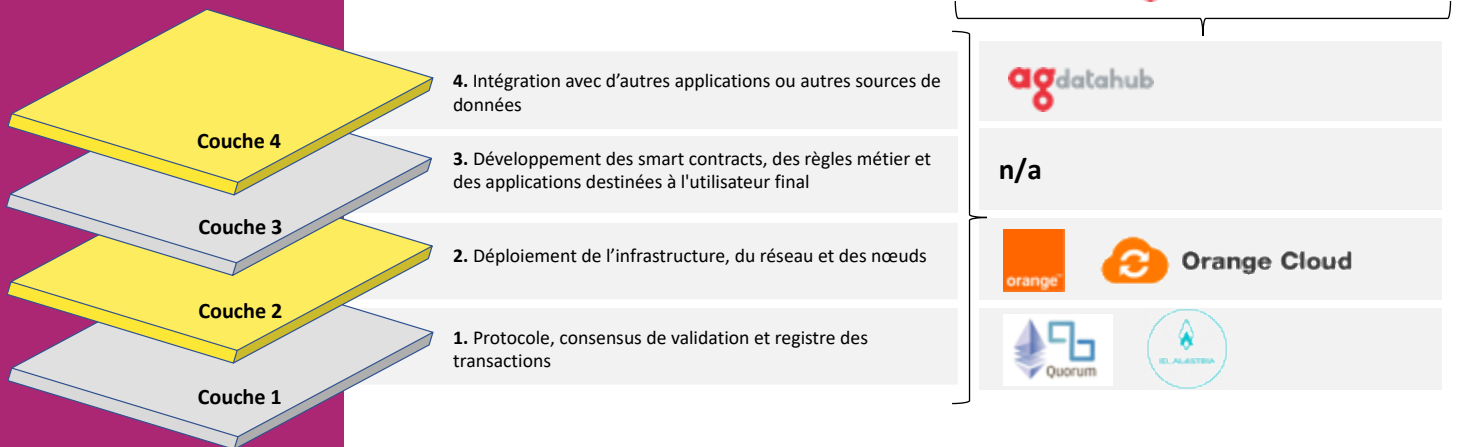 Couche 4
4. Intégration avec d’autres applications ou autres sources de
données
agdatahub
Couche 3
3. Développement des smart contracts, des règles métier et
des applications destinées à l'utilisateur final
n/a
Couche 2
2. Déploiement de l’infrastructure, du réseau et des nœuds
orange™
Orange Cloud
Couche 1
1. Protocole, consensus de validation et registre des
transactions
Quorum
ID_ALASTRIA